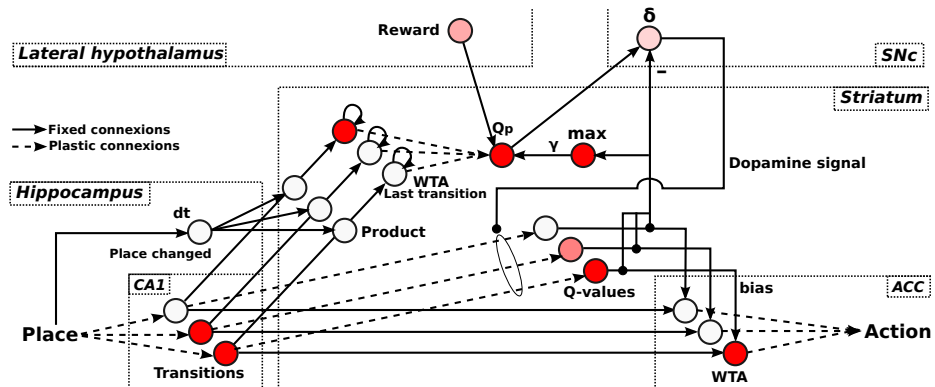 δ
Reward
Lateral hypothalamus
SNc
–
Striatum
Qp
max
γ
Fixed connexions
Plastic connexions
Dopamine signal
WTA
Last transition
Hippocampus
dt
Product
Place changed
CA1
Q-values
bias
ACC
Place
Action
Transitions
WTA